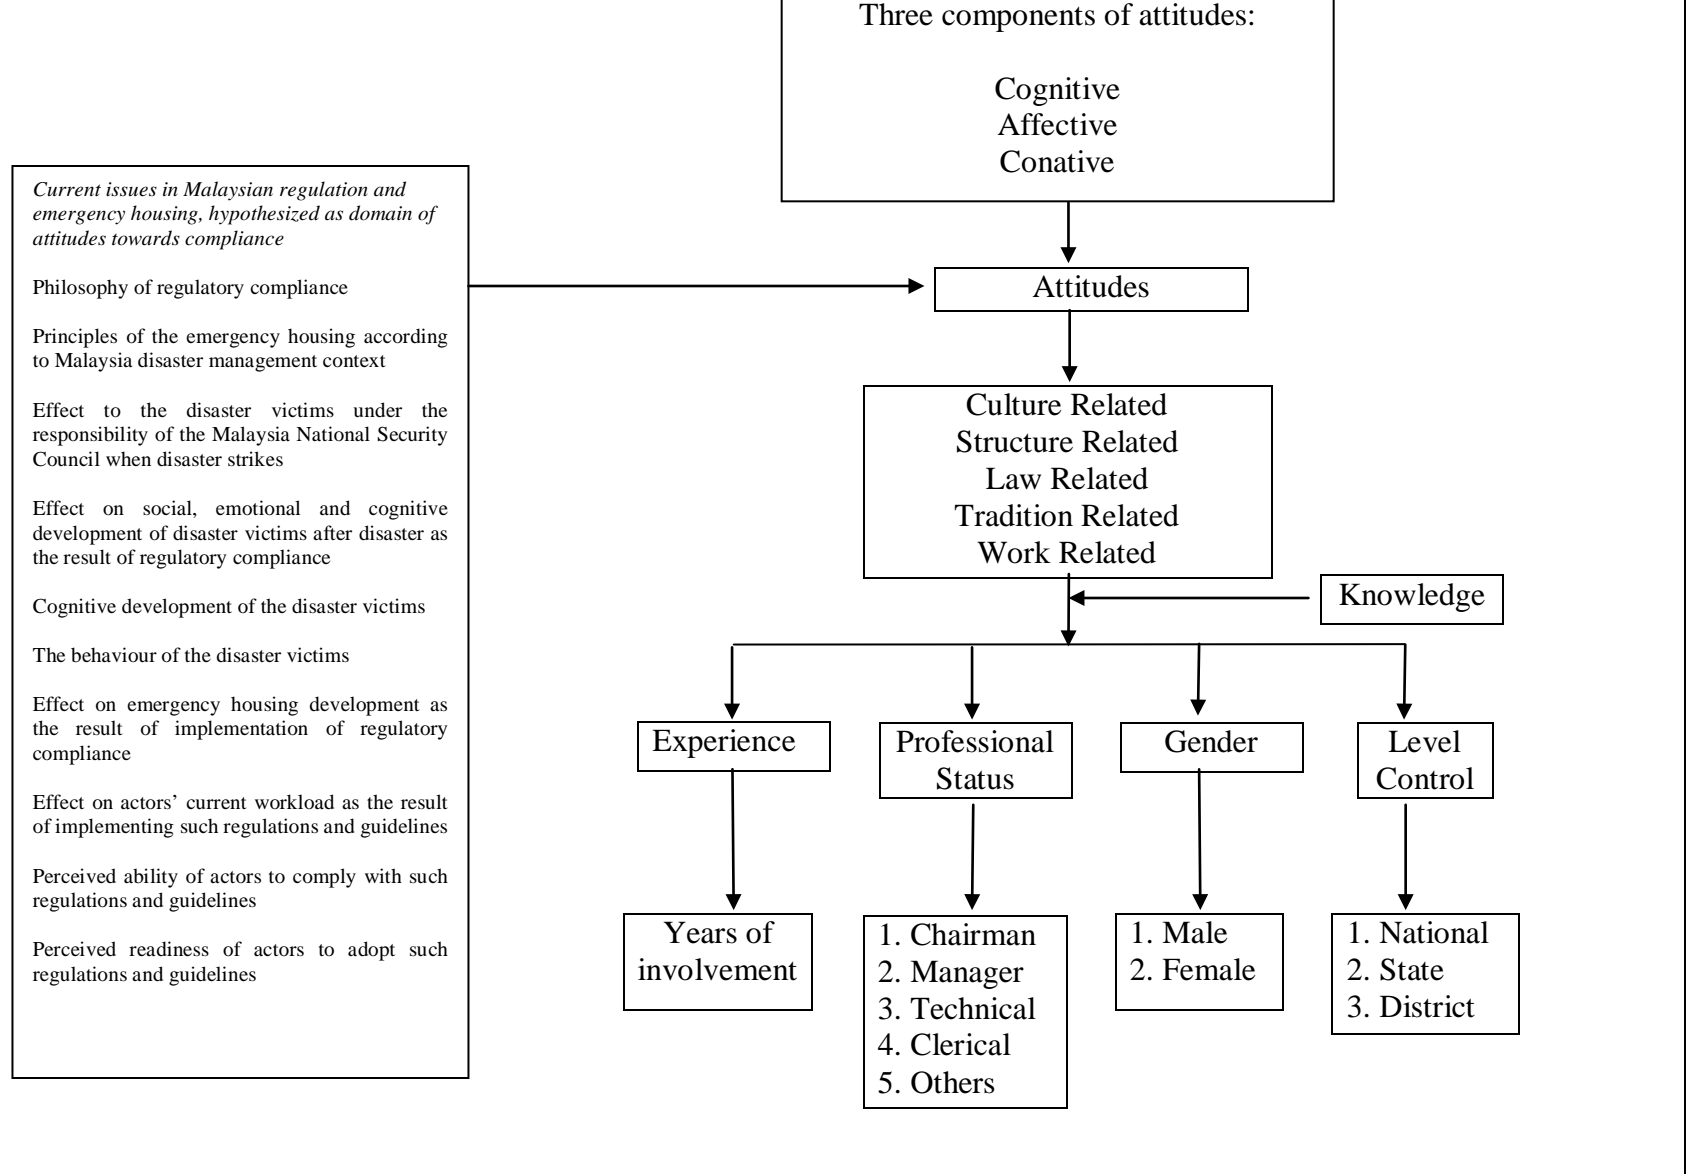 Three components of attitudes:
Cognitive
Affective
Conative
Current issues in Malaysian regulation and
emergency housing, hypothesized as domain of
attitudes towards compliance
Philosophy of regulatory compliance
Principles of the emergency housing according
to Malaysia disaster management context
Effect to the disaster victims under the
responsibility of the Malaysia National Security
Council when disaster strikes
Effect on social, emotional and cognitive
development of disaster victims after disaster as
the result of regulatory compliance
Cognitive development of the disaster victims
The behaviour of the disaster victims
Effect on emergency housing development as
the result of implementation of regulatory
compliance
Effect on actors’ current workload as the result
of implementing such regulations and guidelines
Perceived ability of actors to comply with such
regulations and guidelines
Perceived readiness of actors to adopt such
regulations and guidelines
Attitudes
Culture Related
Structure Related
Law Related
Tradition Related
Work Related
Knowledge
Experience
Professional
Status
Gender
Level
Control
Years of
involvement
1. Chairman
2. Manager
3. Technical
4. Clerical
5. Others
1. Male
2. Female
1. National
2. State
3. District